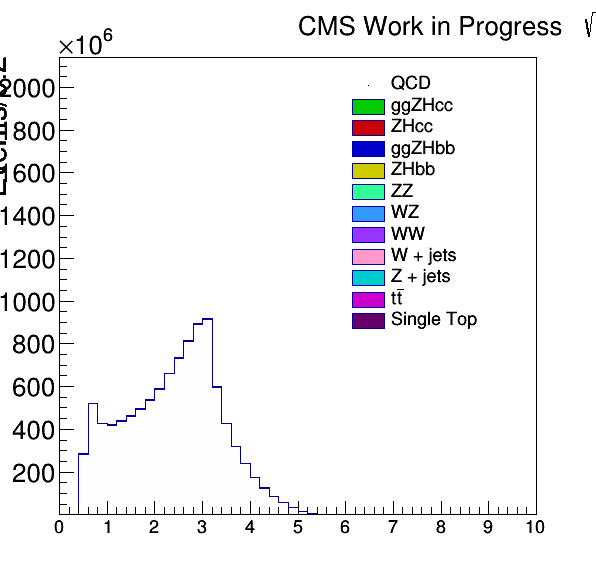 CMS Work in Progress √
×10⁶
2000
1800
1600
1400
1200
1000
800
600
400
200
0 1 2 3 4 5 6 7 8 9 10
QCD
ggZHcc
ZHcc
ggZHbb
ZHbb
ZZ
WZ
WW
W + jets
Z + jets
tt̄
Single Top